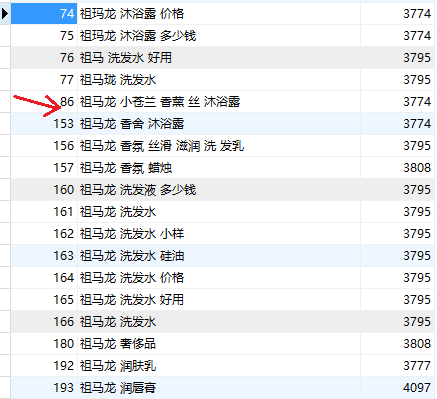 74 祖玛龙 沐浴露 价格 3774
75 祖玛龙 沐浴露 多少钱 3774
76 祖马 洗发水 好用 3795
77 祖马珑 洗发水 3795
86 祖马龙 小苍兰 香薰 丝 沐浴露 3774
153 祖马龙 香舍 沐浴露 3774
156 祖马龙 香氛 丝滑 滋润 洗 发乳 3795
157 祖马龙 香氛 蜡烛 3808
160 祖马龙 洗发液 多少钱 3795
161 祖马龙 洗发水 3795
162 祖马龙 洗发水 小样 3795
163 祖马龙 洗发水 硅油 3795
164 祖马龙 洗发水 价格 3795
165 祖马龙 洗发水 好用 3795
166 祖马龙 洗发水 3795
180 祖马龙 奢侈品 3808
192 祖马龙 润肤乳 3777
193 祖马龙 润唇膏 4097